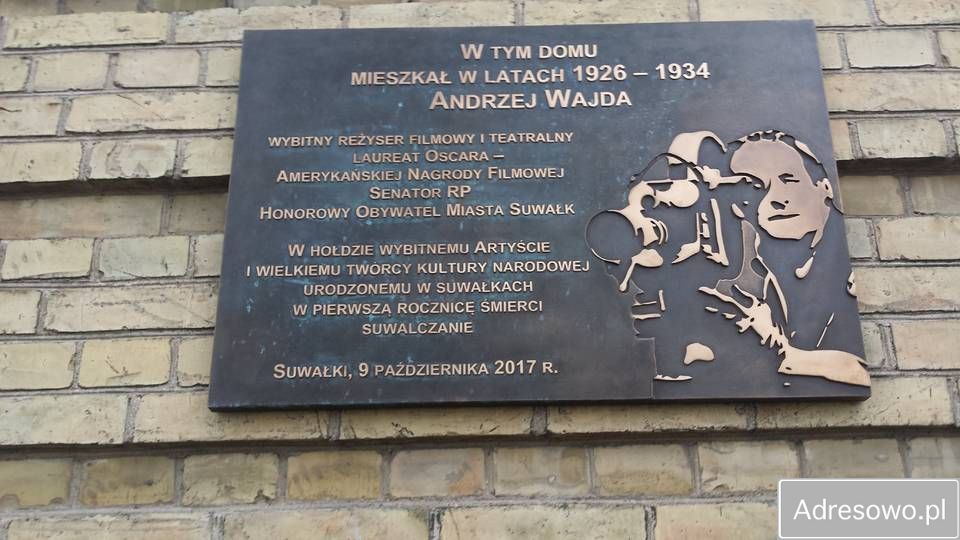 W TYM DOMU
MIESZKAŁ W LATACH 1926 – 1934
ANDRZEJ WAJDA
WYBITNY REŻYSER FILMOWY I TEATRALNY
LAUREAT OSCARA –
AMERYKAŃSKIEJ NAGRODY FILMOWEJ
SENATOR RP
HONOROWY OBYWATEL MIASTA SUWAŁK
W HOŁDZIE WYBITNEMU ARTYŚCIE
I WIELKIEMU TWÓRCY KULTURY NARODOWEJ
URODZONEMU W SUWAŁKACH
W PIERWSZĄ ROCZNICĘ ŚMIERCI
SUWALCZANIE
SUWAŁKI, 9 PAŹDZIERNIKA 2017 R.
Adresowo.pl